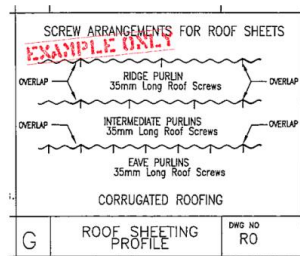 SCREW ARRANGEMENTS FOR ROOF SHEETS
EXAMPLE ONLY
OVERLAP
RIDGE PURLIN
35mm Long Roof Screws
OVERLAP
OVERLAP
INTERMEDIATE PURLINS
35mm Long Roof Screws
OVERLAP
EAVE PURLINS
35mm Long Roof Screws
CORRUGATED ROOFING
G
ROOF SHEETING
PROFILE
DWG NO
RO